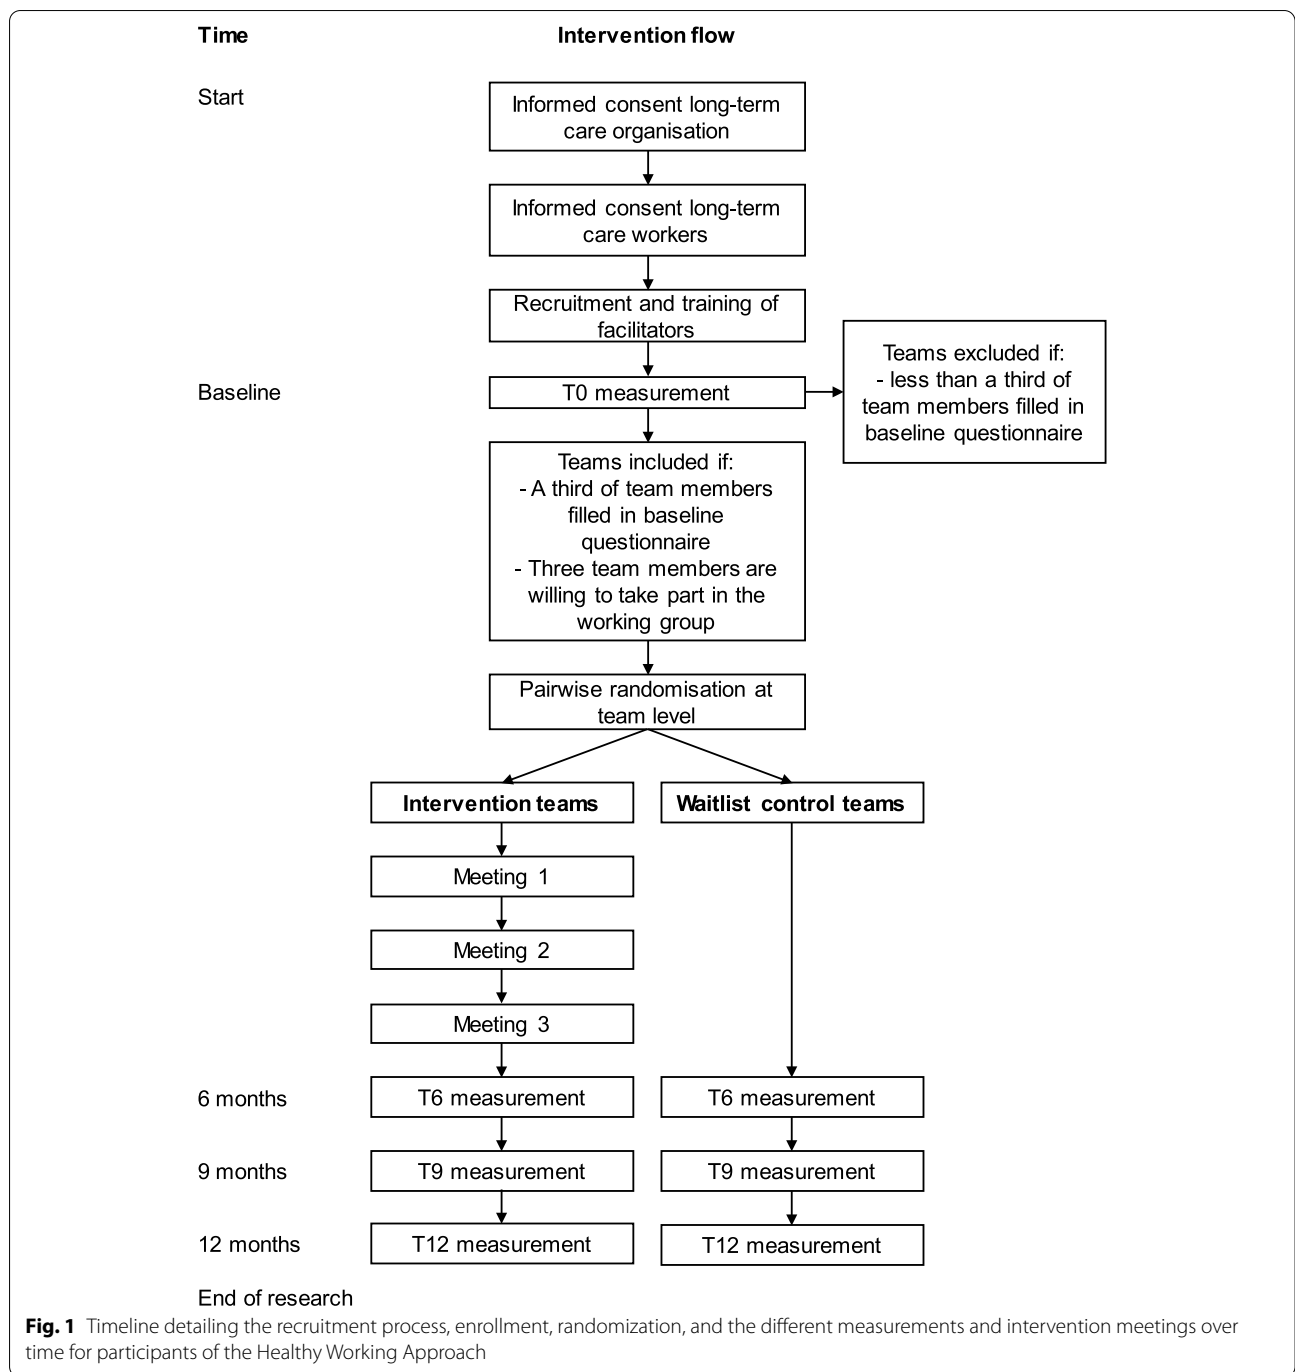 Time
Intervention flow
Start
Informed consent long-term
care organisation
Informed consent long-term
care workers
Recruitment and training of
facilitators
Baseline
T0 measurement
Teams excluded if:
- less than a third of
team members filled in
baseline questionnaire
Teams included if:
- A third of team members
filled in baseline
questionnaire
- Three team members are
willing to take part in the
working group
Pairwise randomisation at
team level
Intervention teams
Waitlist control teams
Meeting 1
Meeting 2
Meeting 3
6 months
T6 measurement
T6 measurement
9 months
T9 measurement
T9 measurement
12 months
T12 measurement
T12 measurement
End of research
Fig. 1 Timeline detailing the recruitment process, enrollment, randomization, and the different measurements and intervention meetings over
time for participants of the Healthy Working Approach